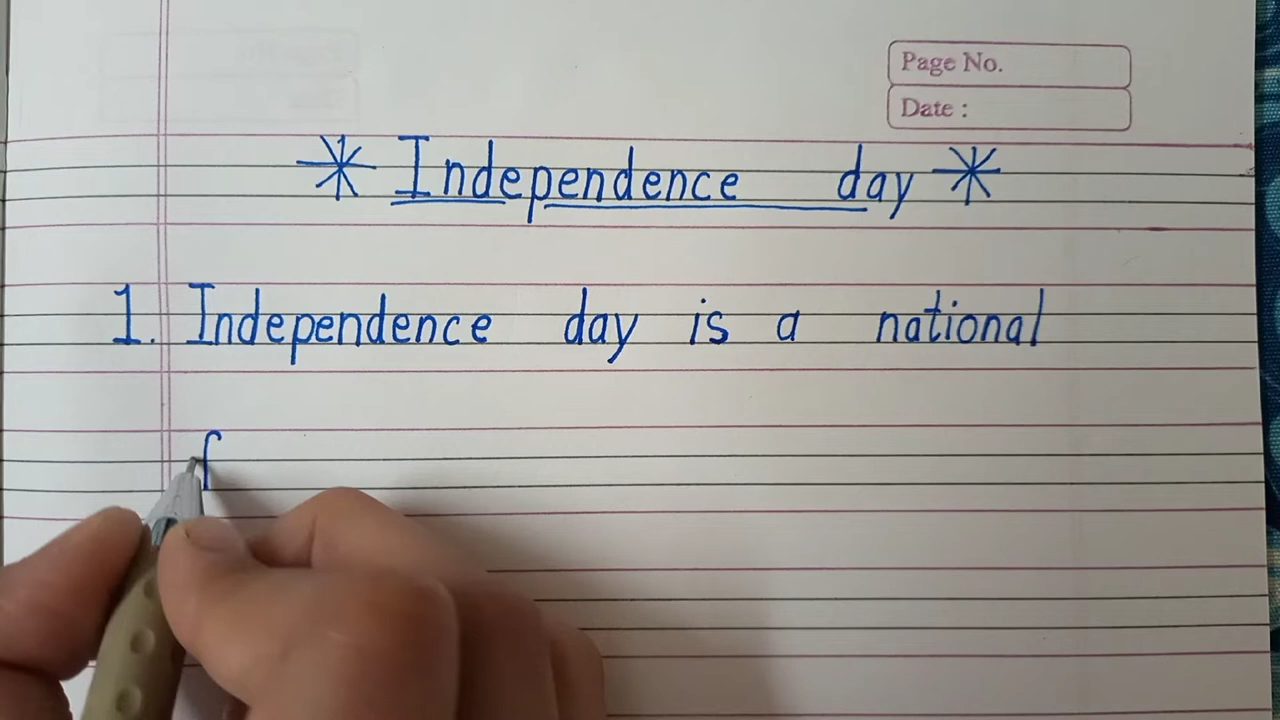 Page No.
Date :
* Independence day *
1. Independence day is a national
f